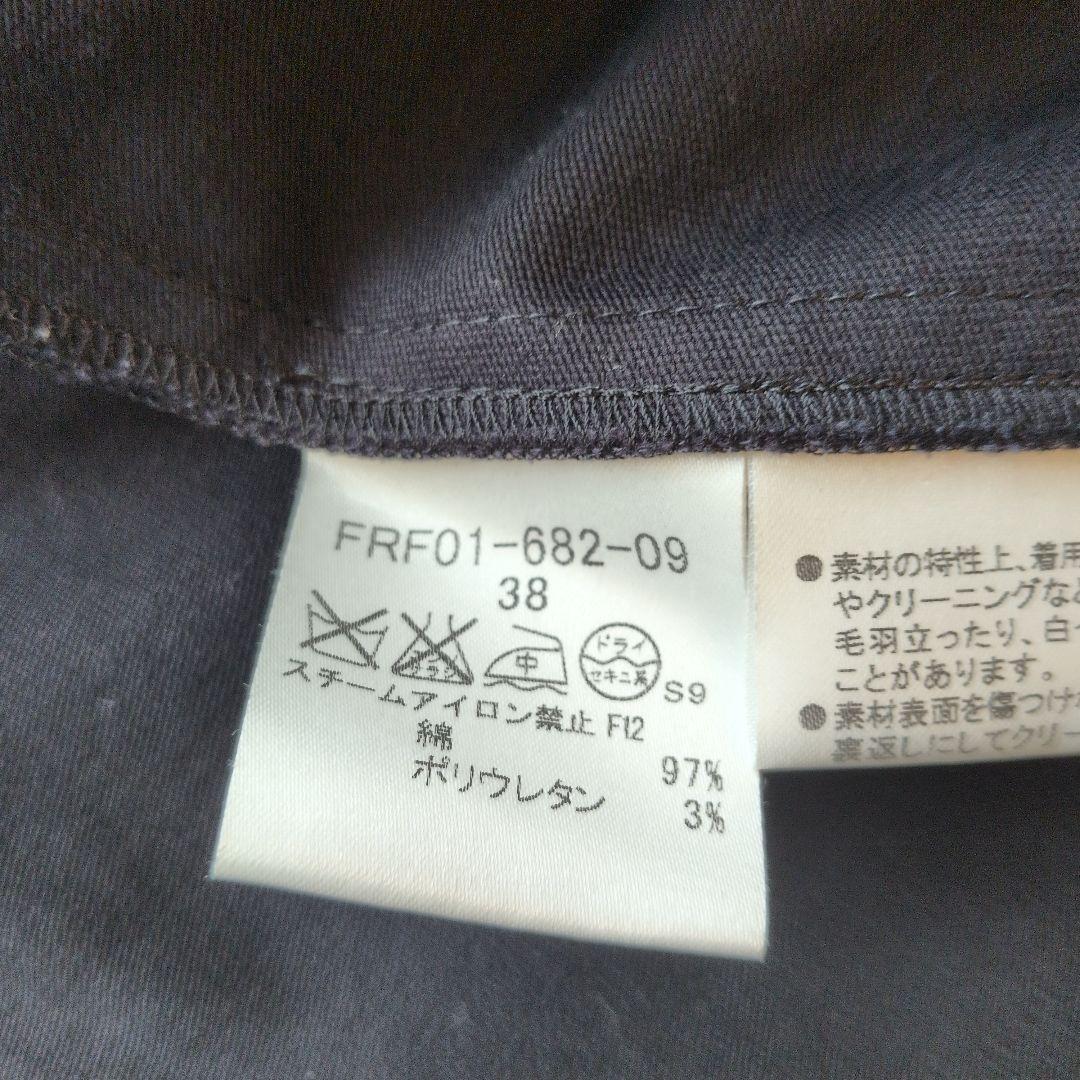 FRF01-682-09
38
中
ドライ
セキユ系
S9
スチームアイロン禁止 F12
綿 97%
ポリウレタン 3%
●素材の特性上、着用
やクリーニングなど
毛羽立ったり、白っ
ことがあります。
●素材表面を傷つけな
裏返しにしてクリー